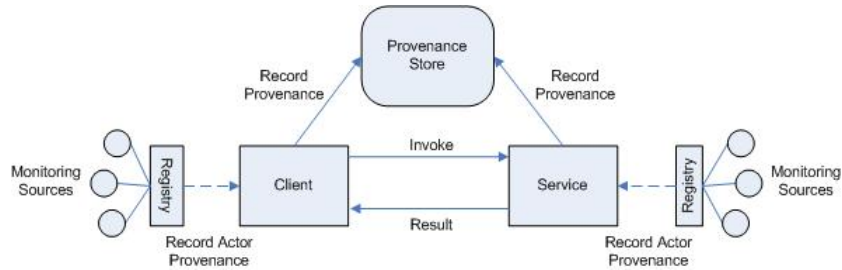 Provenance
Store
Record
Provenance
Record
Provenance
Monitoring
Sources
Registry
Client
Invoke
Result
Service
Registry
Monitoring
Sources
Record Actor
Provenance
Record Actor
Provenance